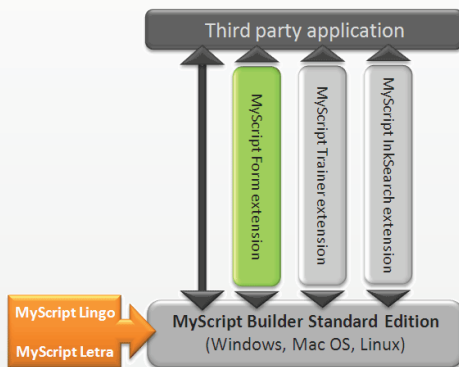 Third party application
MyScript Form extension
MyScript Trainer extension
MyScript InkSearch extension
MyScript Lingo
MyScript Letra
MyScript Builder Standard Edition
(Windows, Mac OS, Linux)